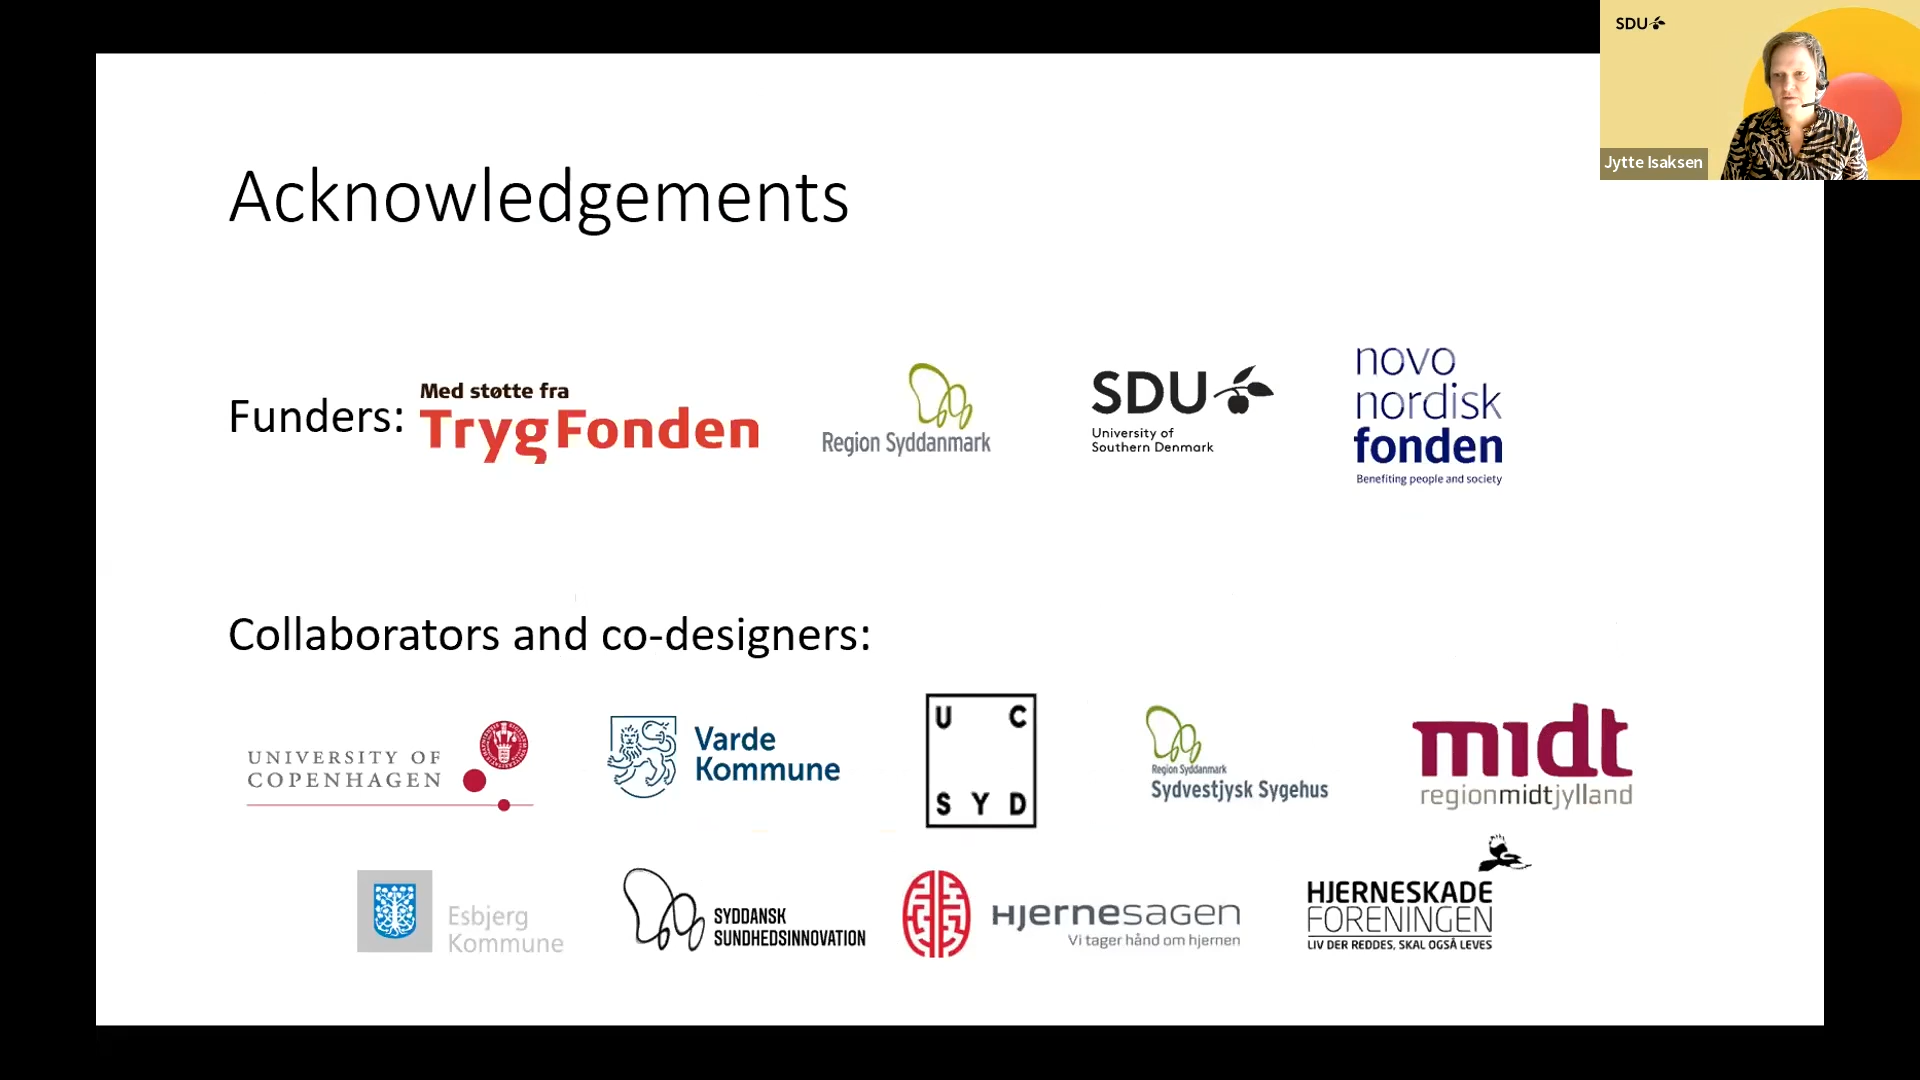 SDU
Jytte Isaksen
Acknowledgements
Funders:
Med støtte fra
TrygFonden
Region Syddanmark
SDU
University of
Southern Denmark
novo
nordisk
fonden
Benefiting people and society
Collaborators and co-designers:
UNIVERSITY OF
COPENHAGEN
Varde
Kommune
U C
S Y D
Region Syddanmark
Sydvestjysk Sygehus
midt
regionmidtjylland
Esbjerg
Kommune
SYDDANSK
SUNDHEDSINNOVATION
HJerneSAGEN
Vi tager hånd om hjernen
HJERNESKADE
FORENINGEN
LIV DER REDDES, SKAL OGSÅ LEVES